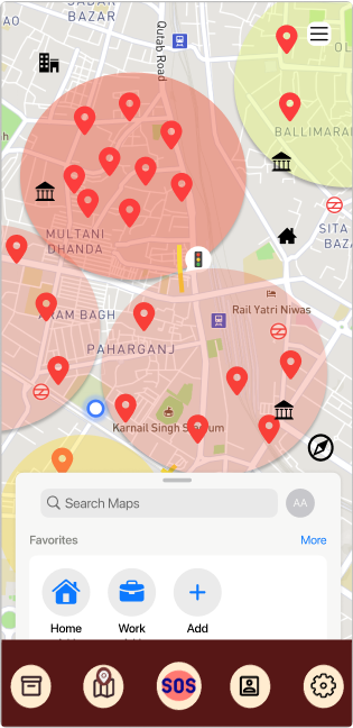 SADAR
BAZAR
Qutab Road
BALLIMARAN
SITA
BAZA
MULTANI
DHANDA
Rail Yatri Niwas
RAM BAGH
PAHARGANJ
Karnail Singh Stadium
Search Maps
AA
Favorites
More
Home
Work
Add
SOS